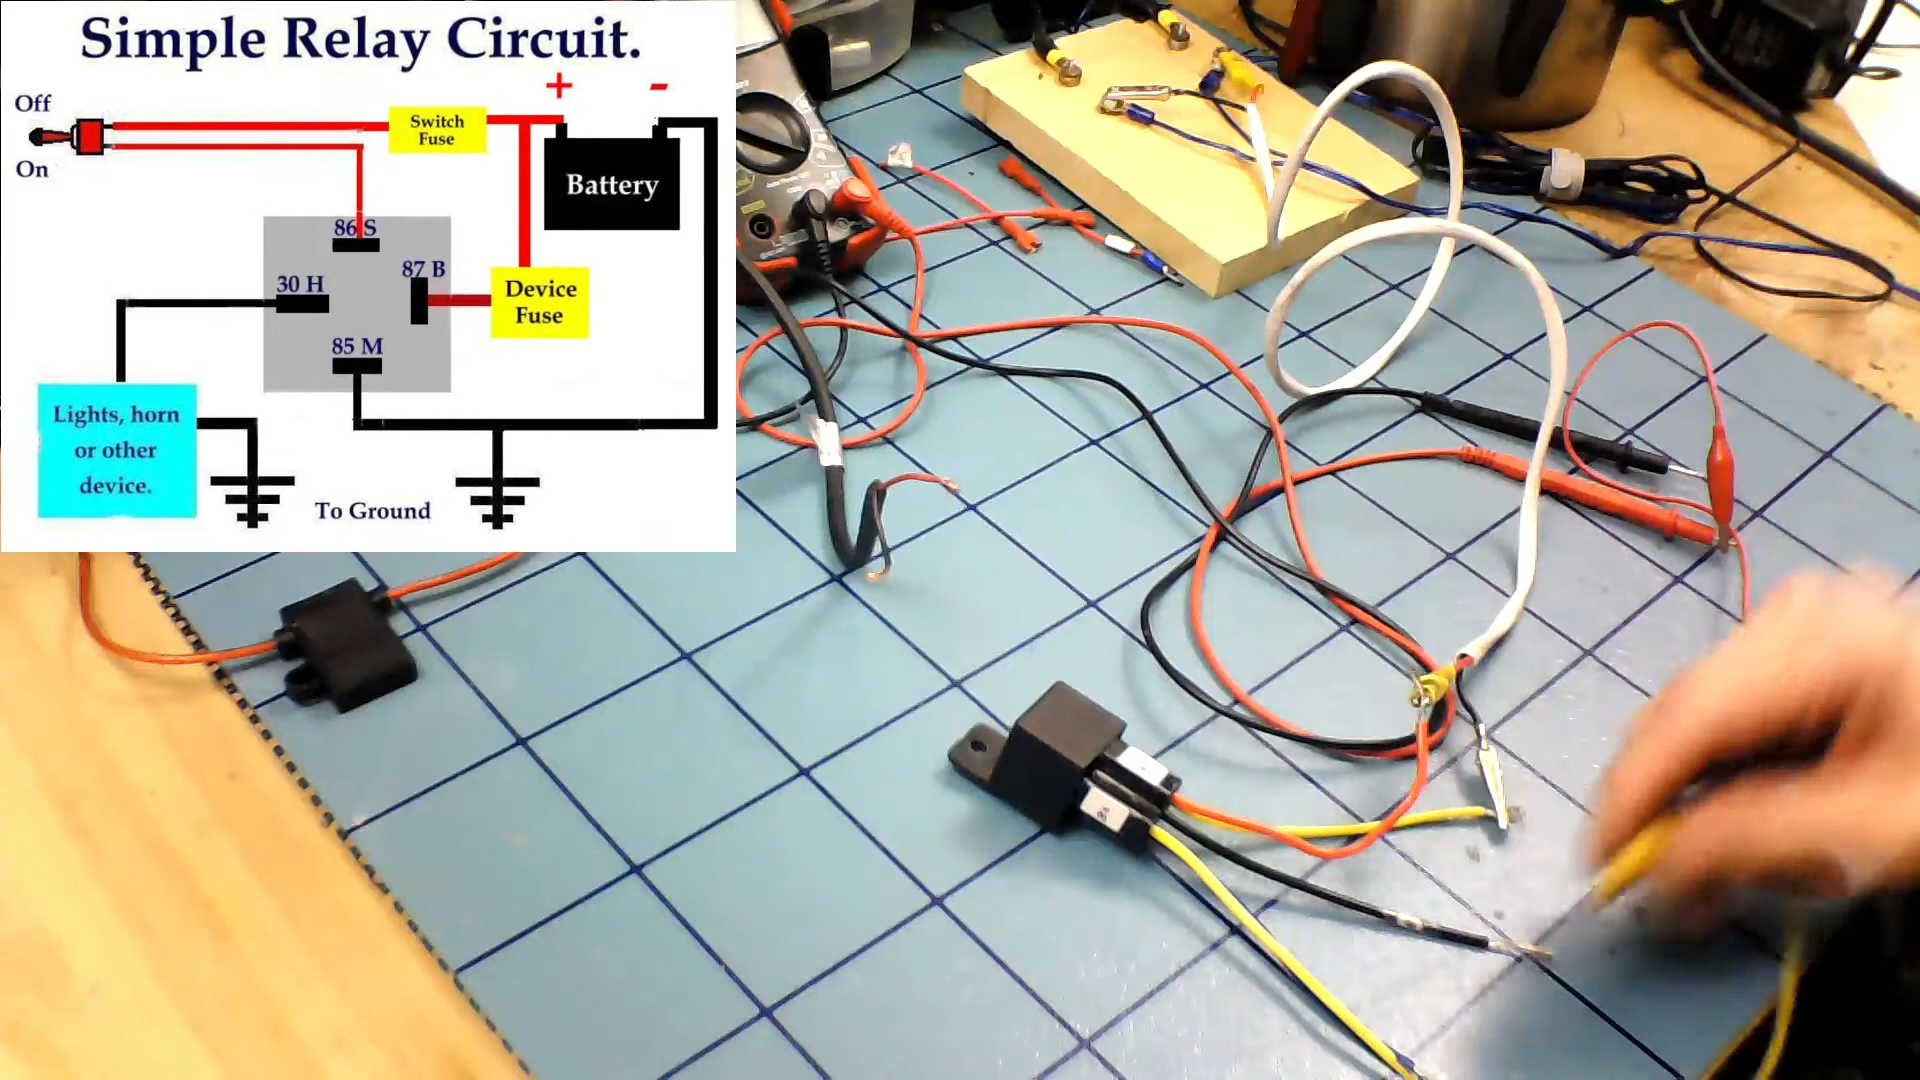 Simple Relay Circuit.
+ -
Off
Switch
Fuse
On
Battery
86 S
87 B
30 H
Device
Fuse
85 M
Lights, horn
or other
device.
To Ground